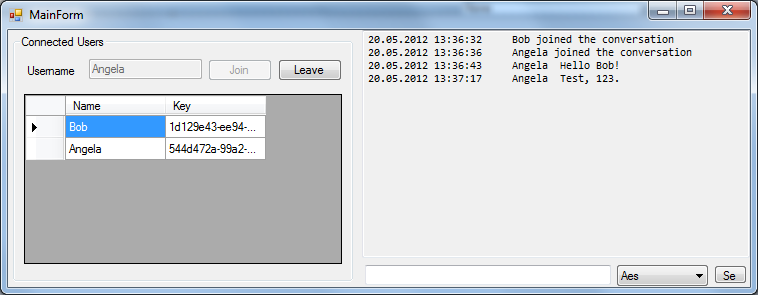 MainForm
Connected Users
Username Angela Join Leave
Name Key
Bob 1d129e43-ee94-...
Angela 544d472a-99a2-...
20.05.2012 13:36:32 Bob joined the conversation
20.05.2012 13:36:36 Angela joined the conversation
20.05.2012 13:36:43 Angela Hello Bob!
20.05.2012 13:37:17 Angela Test, 123.
Aes Se